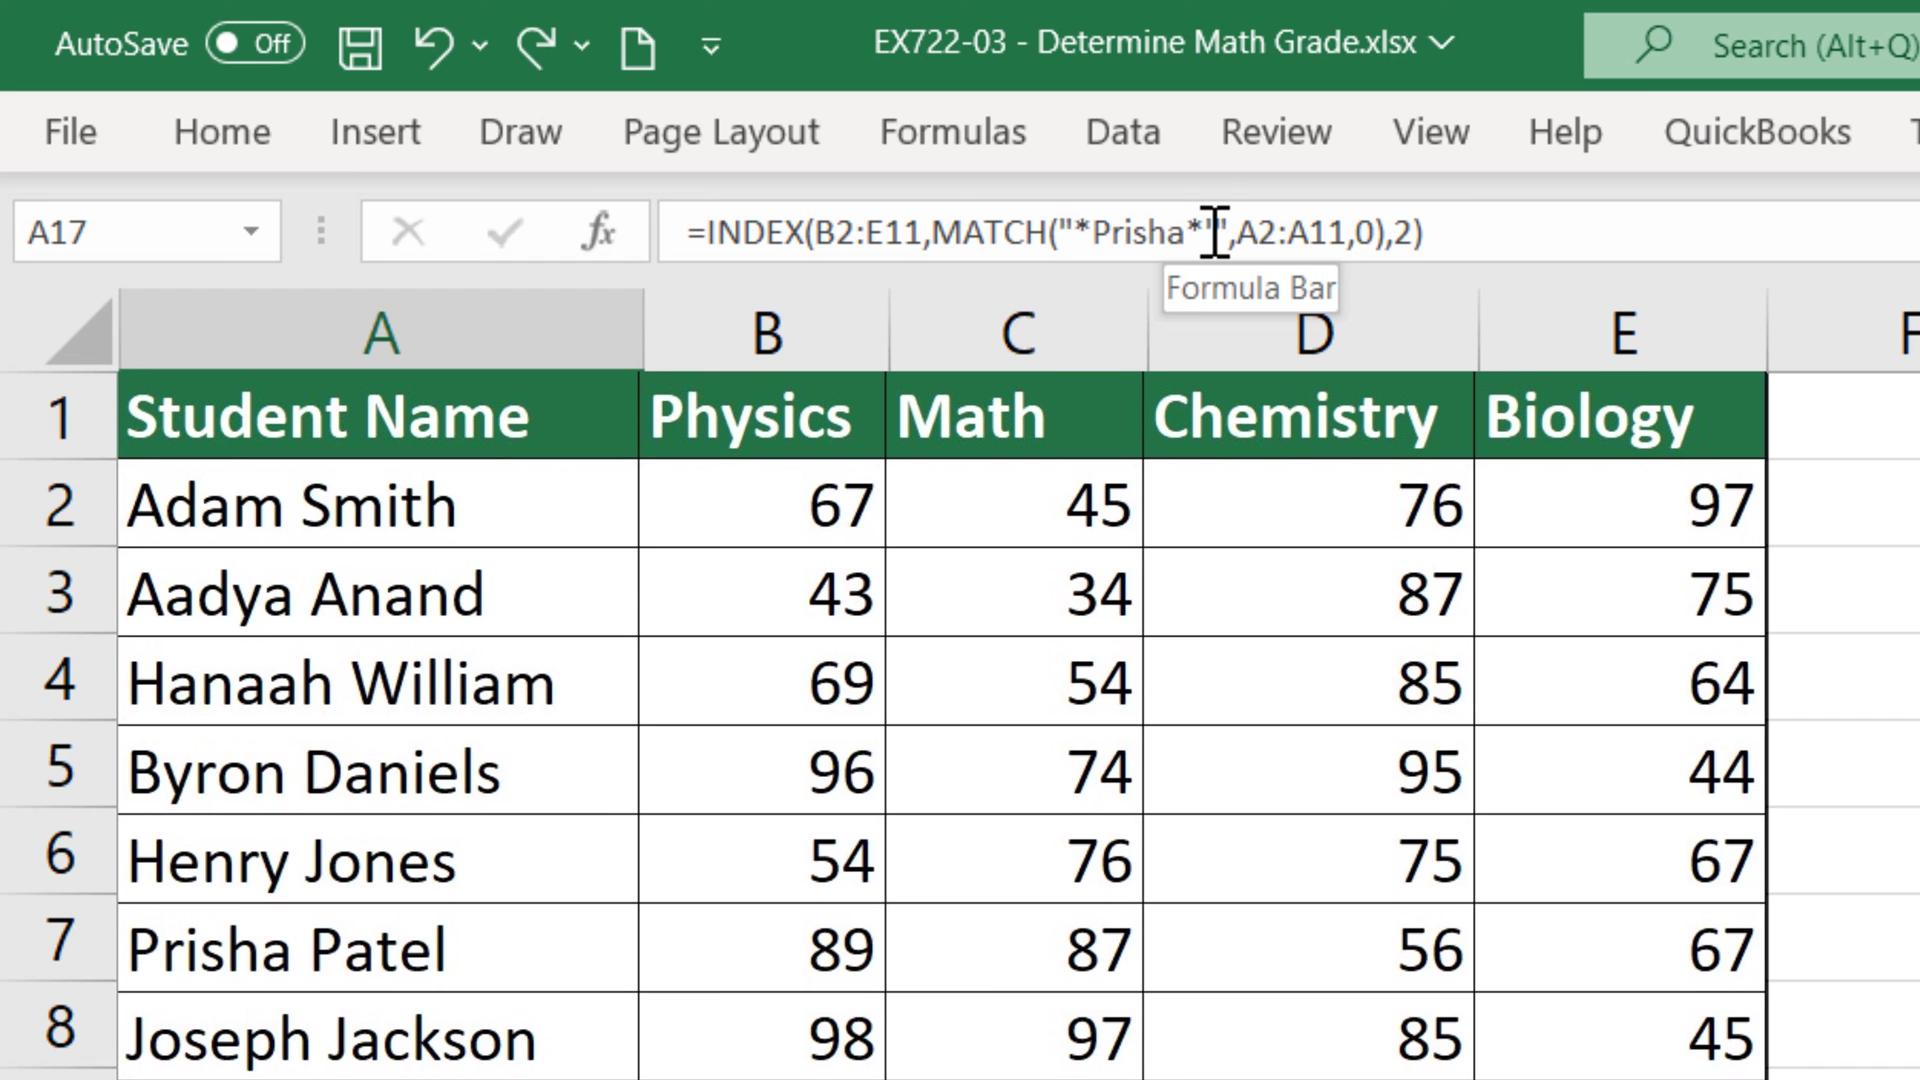 AutoSave Off EX722-03 - Determine Math Grade.xlsx Search (Alt+Q)
File Home Insert Draw Page Layout Formulas Data Review View Help QuickBooks
A17 fx =INDEX(B2:E11,MATCH("*Prisha*",A2:A11,0),2)
Formula Bar
A B C D E F
1 Student Name Physics Math Chemistry Biology
2 Adam Smith 67 45 76 97
3 Aadya Anand 43 34 87 75
4 Hanaah William 69 54 85 64
5 Byron Daniels 96 74 95 44
6 Henry Jones 54 76 75 67
7 Prisha Patel 89 87 56 67
8 Joseph Jackson 98 97 85 45